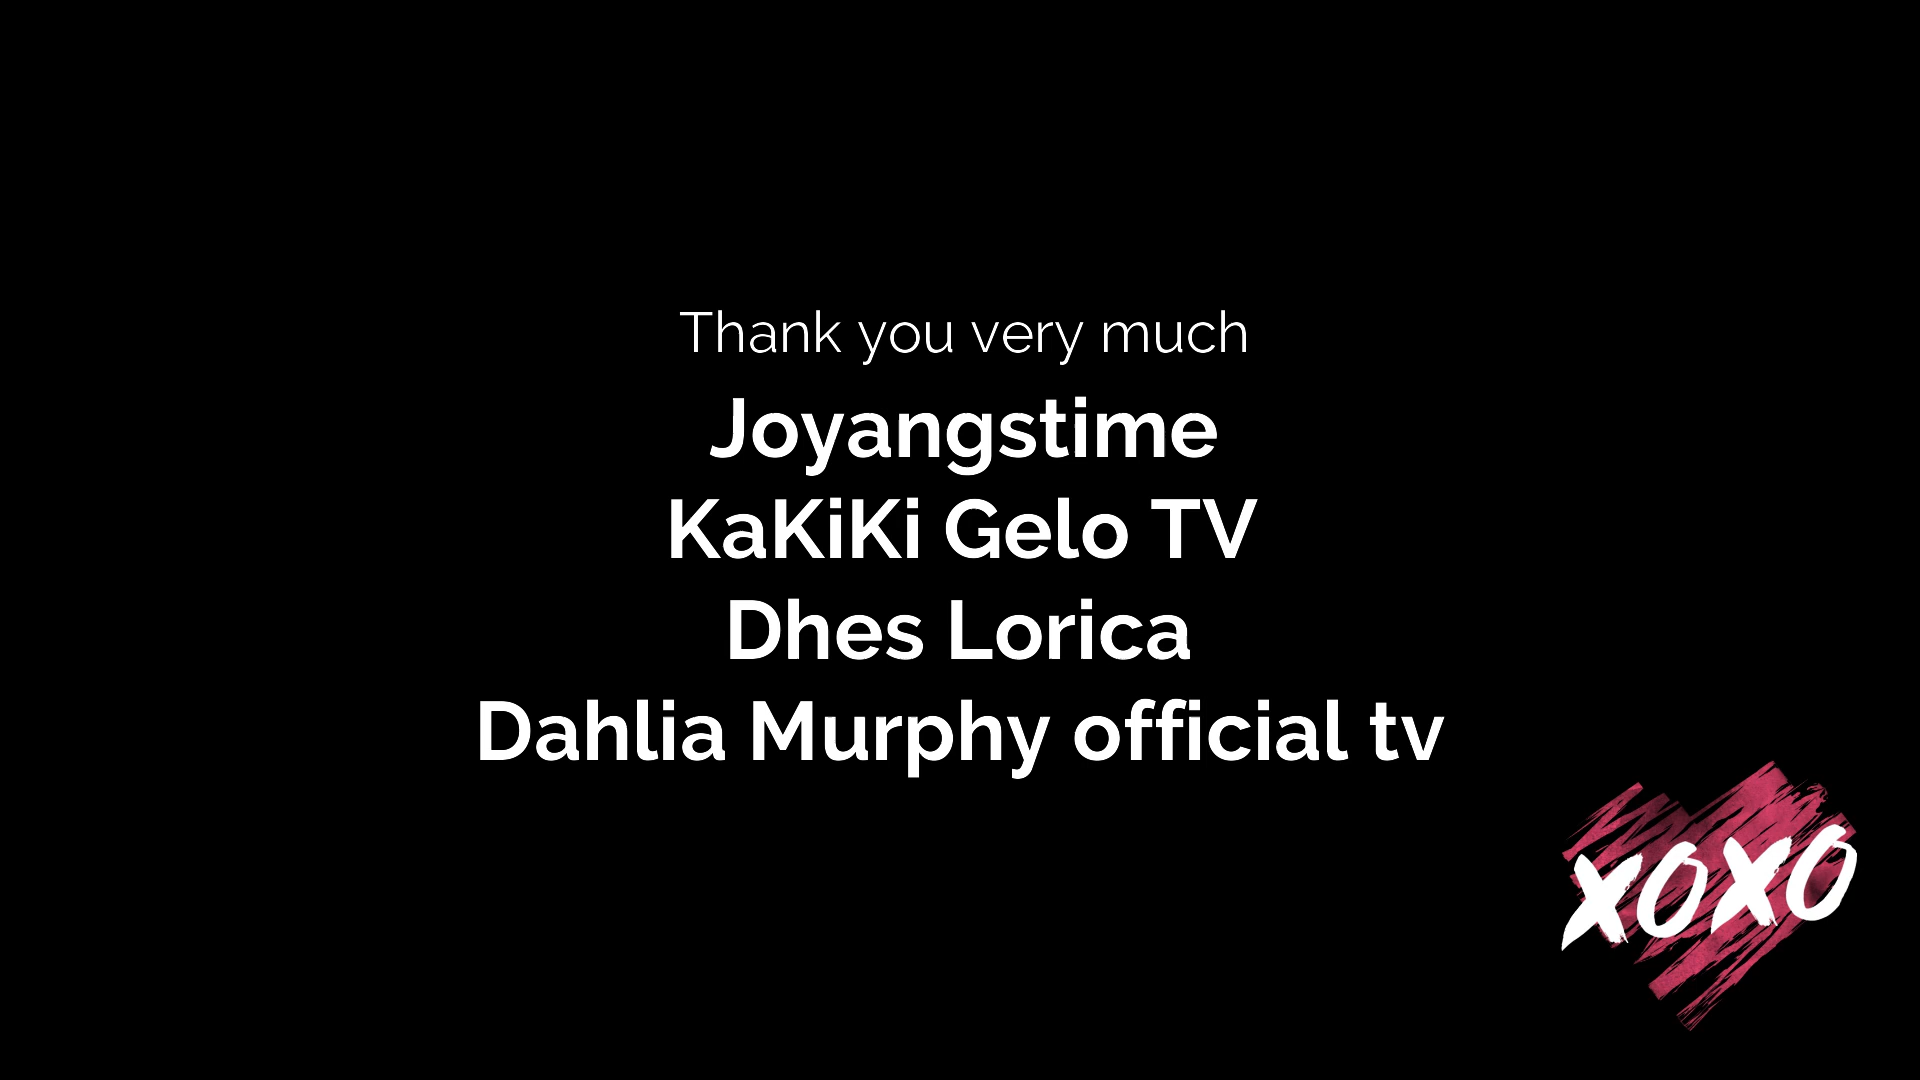 Thank you very much
Joyangstime
KaKiKi Gelo TV
Dhes Lorica
Dahlia Murphy official tv
XOXO